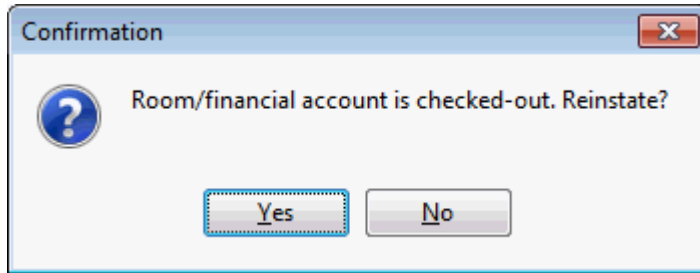 Confirmation
Room/financial account is checked-out. Reinstate?
Yes
No